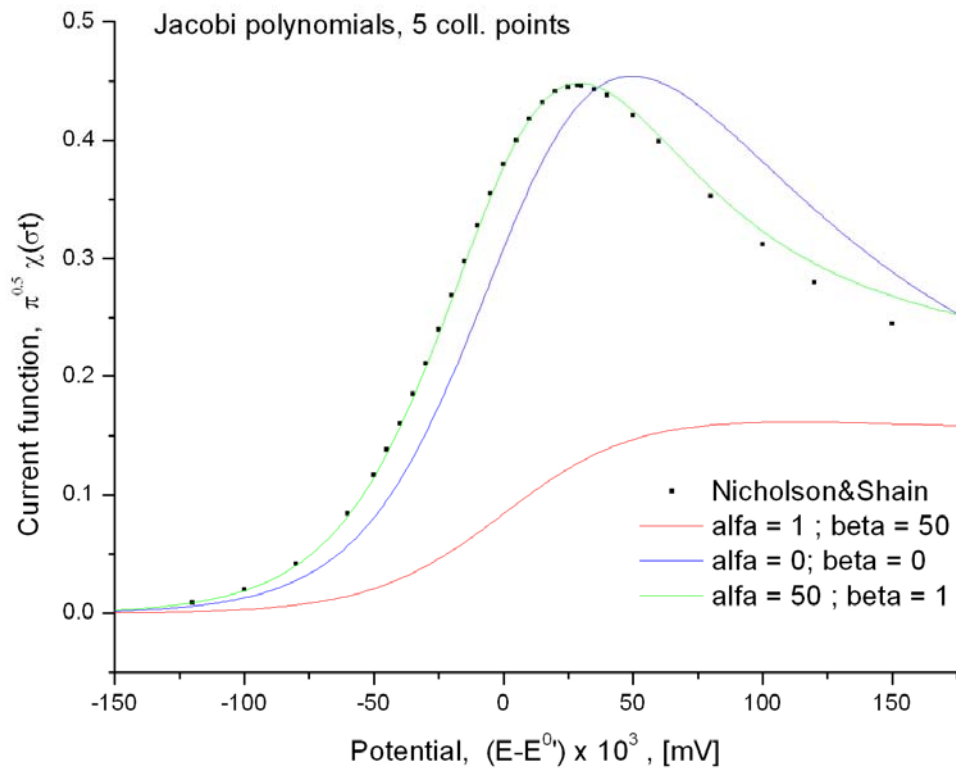 Jacobi polynomials, 5 coll. points
0.5
0.4
0.3
0.2
0.1
0.0
Current function, π^0.5 χ(σt)
-150
-100
-50
0
50
100
150
Potential, (E-E^0') x 10^3 , [mV]
Nicholson&Shain
alfa = 1 ; beta = 50
alfa = 0; beta = 0
alfa = 50 ; beta = 1